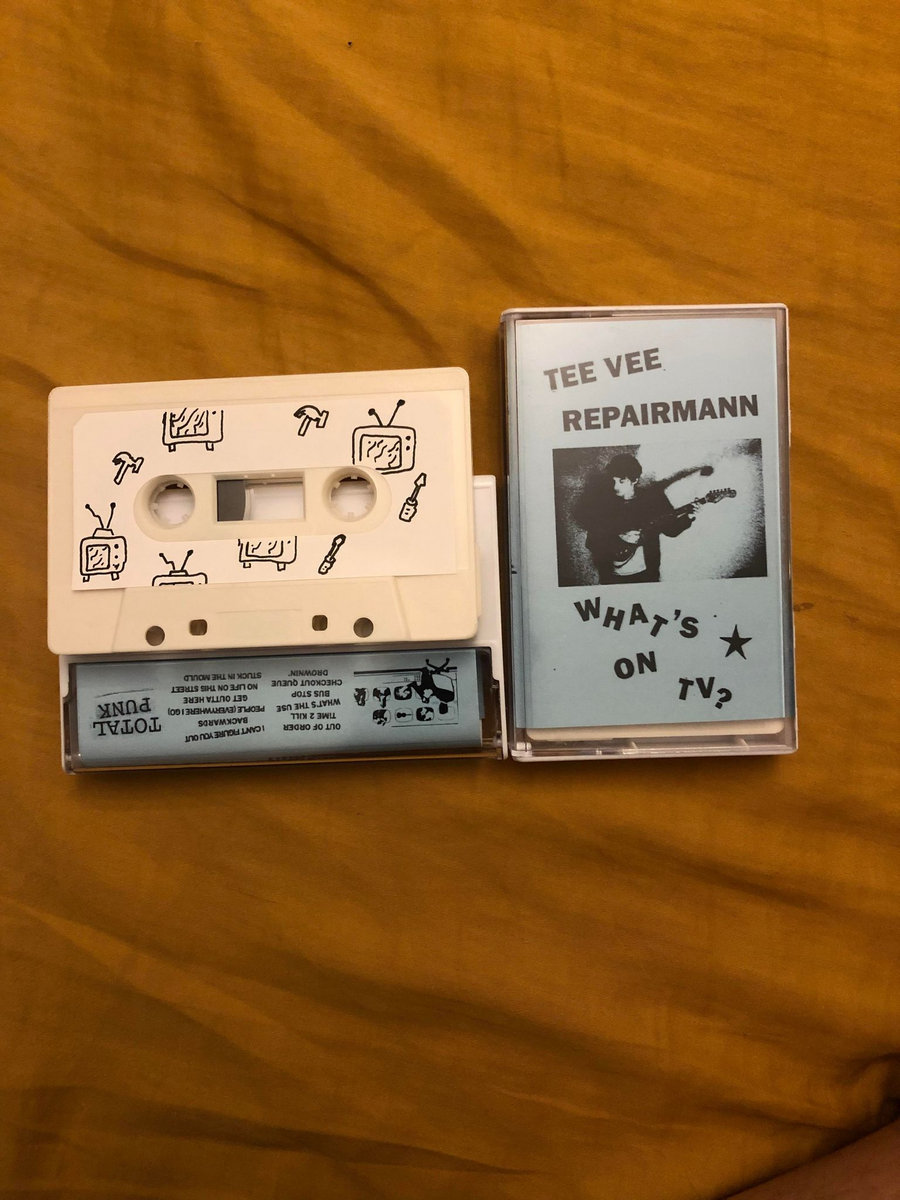 TEE VEE
REPAIRMANN
WHAT'S
ON
TV?
OUT OF ORDER
TIME 2 KILL
WHAT'S THE USE
BUS STOP
CHECKOUT QUEUE
DROWNIN'
I CAN'T FIGURE YOU OUT
BACKWARDS
PEOPLE (EVERYWHERE I GO)
GET OUTTA HERE
NO LIFE ON THIS STREET
STUCK IN THE MOULD
TOTAL
PUNK